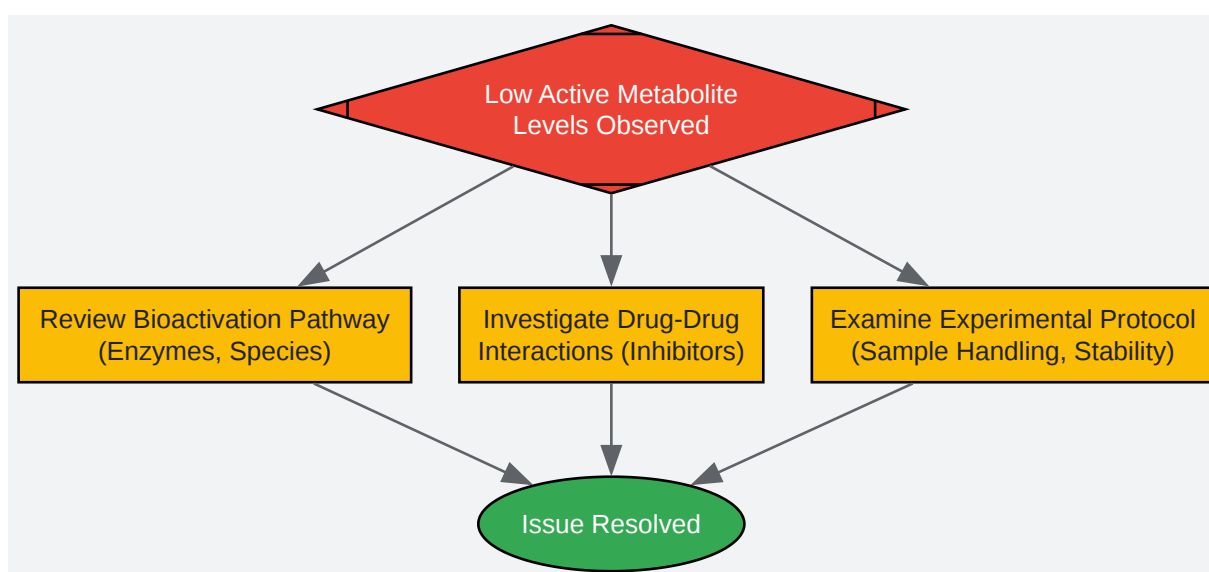 Low Active Metabolite
Levels Observed
Review Bioactivation Pathway
(Enzymes, Species)
Investigate Drug-Drug
Interactions (Inhibitors)
Examine Experimental Protocol
(Sample Handling, Stability)
Issue Resolved